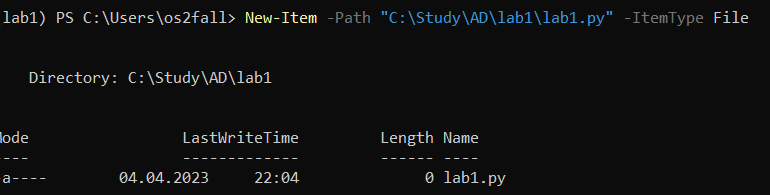 lab1) PS C:\Users\os2fall> New-Item -Path "C:\Study\AD\lab1\lab1.py" -ItemType File
Directory: C:\Study\AD\lab1
Mode LastWriteTime Length Name
---- ------------- ------ ----
-a---- 04.04.2023 22:04 0 lab1.py